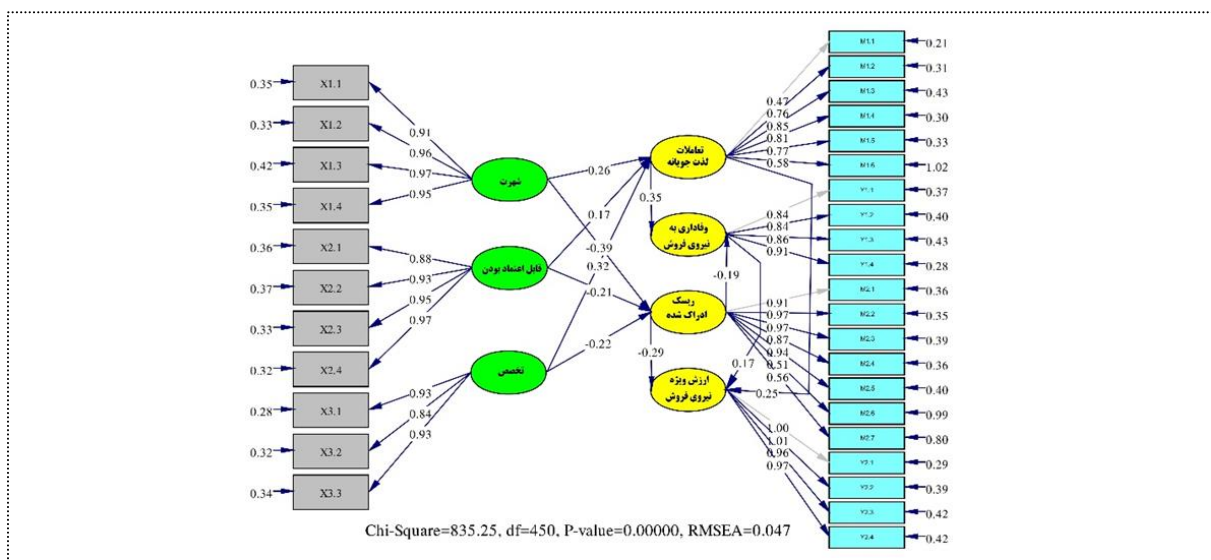 0.35
X1.1
0.33
X1.2
0.42
X1.3
0.35
X1.4
0.36
X2.1
0.37
X2.2
0.33
X2.3
0.32
X2.4
0.28
X3.1
0.32
X3.2
0.34
X3.3
0.91
0.96
0.97
0.95
0.88
0.93
0.95
0.97
0.93
0.84
0.93
شهرت
قابل اعتماد بودن
تخصص
0.26
0.17
-0.39
0.32
-0.21
-0.22
تعاملات
لذت جویانه
0.35
وفاداری به
نیروی فروش
-0.19
ریسک
ادراک شده
-0.29
ارزش ویژه
نیروی فروش
0.17
0.25
0.47
0.76
0.85
0.81
0.77
0.58
0.84
0.84
0.86
0.91
0.91
0.97
0.97
0.87
0.94
0.51
0.56
1.00
1.01
0.96
0.97
M1.1
0.21
M1.2
0.31
M1.3
0.43
M1.4
0.30
M1.5
0.33
M1.6
1.02
Y1.1
0.37
Y1.2
0.40
Y1.3
0.43
Y1.4
0.28
M2.1
0.36
M2.2
0.35
M2.3
0.39
M2.4
0.36
M2.5
0.40
M2.6
0.99
M2.7
0.80
Y2.1
0.29
Y2.2
0.39
Y2.3
0.42
Y2.4
0.42
Chi-Square=835.25, df=450, P-value=0.00000, RMSEA=0.047